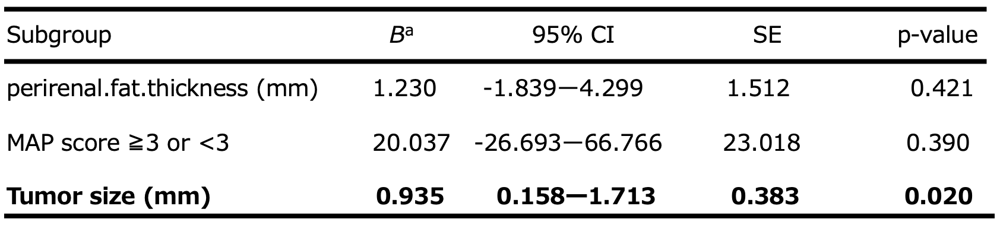 Subgroup Bᵃ 95% CI SE p-value
perirenal.fat.thickness (mm) 1.230 -1.839—4.299 1.512 0.421
MAP score ≧3 or <3 20.037 -26.693—66.766 23.018 0.390
Tumor size (mm) 0.935 0.158—1.713 0.383 0.020